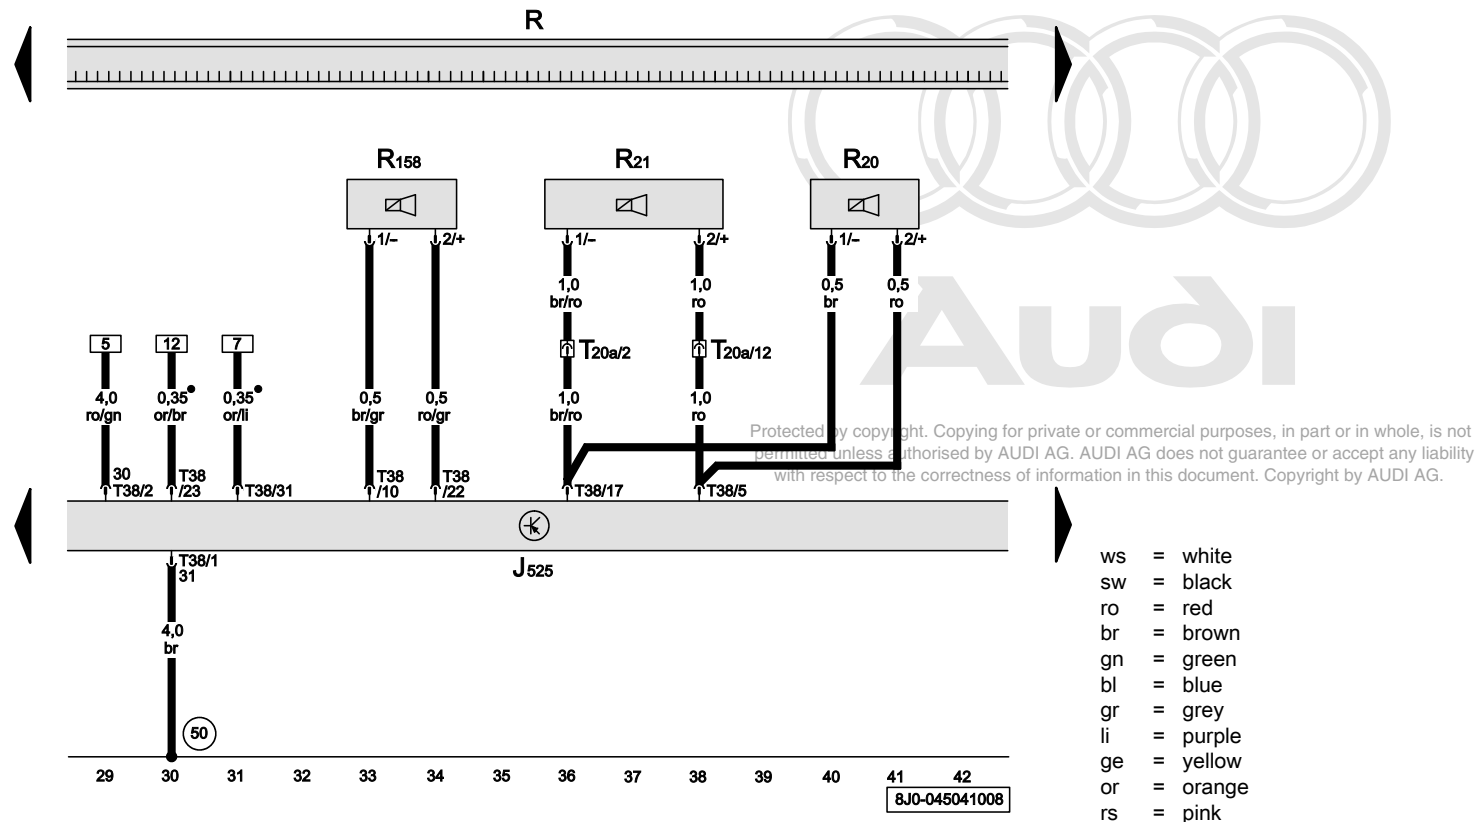 R
R158
R21
R20
1/– 2/+ 1/– 2/+ 1/– 2/+
1,0 br/ro
1,0 ro
0,5 br
0,5 ro
Audi
T20a/2
T20a/12
5 12 7
4,0 ro/gn
0,35 or/br
0,35 or/li
0,5 br/gr
0,5 ro/gr
1,0 br/ro
1,0 ro
Protected by copyright. Copying for private or commercial purposes, in part or in whole, is not
permitted unless authorised by AUDI AG. AUDI AG does not guarantee or accept any liability
with respect to the correctness of information in this document. Copyright by AUDI AG.
30
T38/2
T38
/23
T38/31
T38
/10
T38
/22
T38/17
T38/5
J525
T38/1
31
4,0
br
50
29 30 31 32 33 34 35 36 37 38 39 40 41 42
8J0-045041008
ws = white
sw = black
ro = red
br = brown
gn = green
bl = blue
gr = grey
li = purple
ge = yellow
or = orange
rs = pink